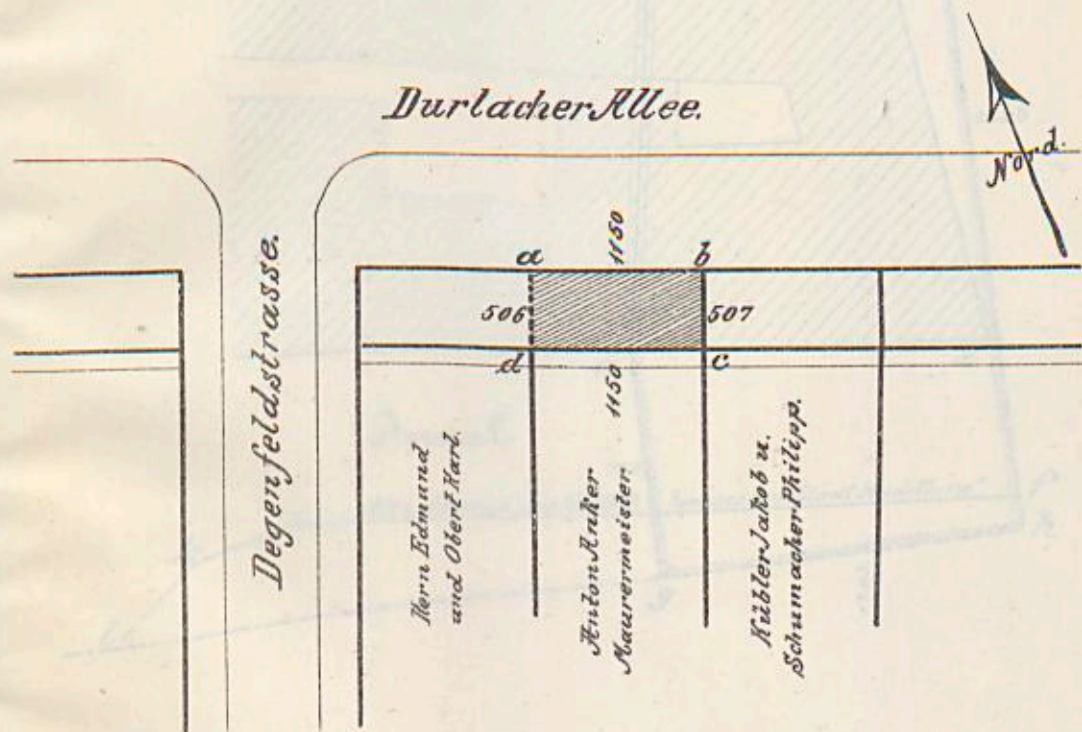 Durlacher Allee.
Nord.
Degenfeldstrasse.
a
1150
b
506
507
d
1150
c
Hern Edmund
und Obert Karl.
Anton Anker
Maurermeister.
Kübler Jakob u.
Schumacher Philipp.